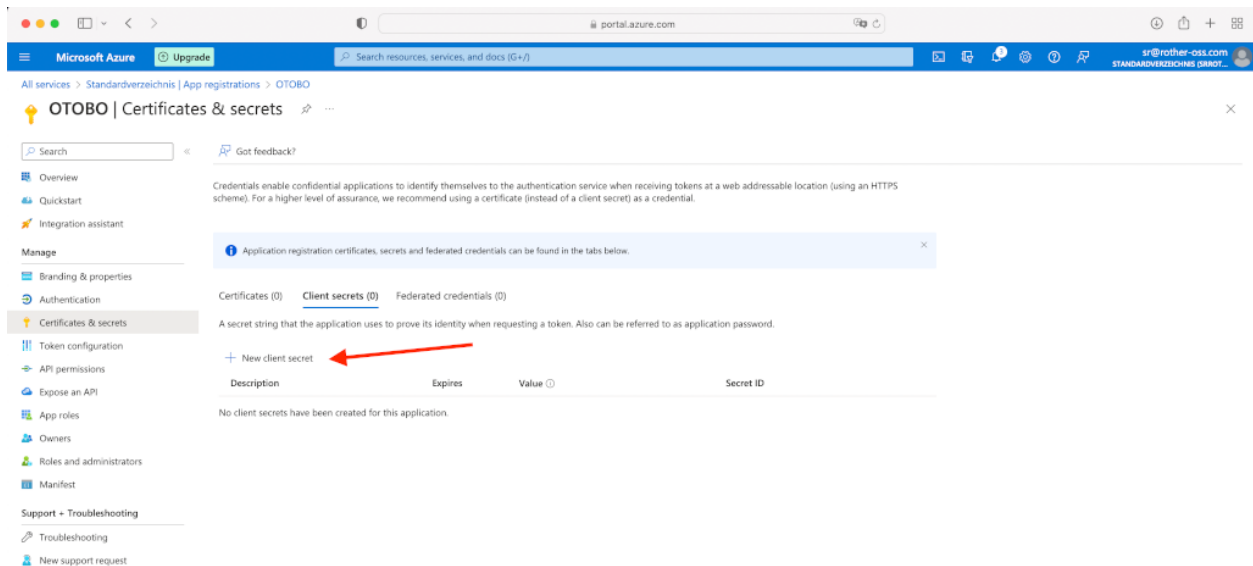 portal.azure.com
Microsoft Azure
Upgrade
Search resources, services, and docs (G+/)
1
sr@rother-oss.com
STANDARDVERZEICHNIS (SRROT...
All services > Standardverzeichnis | App registrations > OTOBO
OTOBO | Certificates & secrets
Search
Got feedback?
Overview
Quickstart
Integration assistant
Credentials enable confidential applications to identify themselves to the authentication service when receiving tokens at a web addressable location (using an HTTPS
scheme). For a higher level of assurance, we recommend using a certificate (instead of a client secret) as a credential.
Manage
Application registration certificates, secrets and federated credentials can be found in the tabs below.
Branding & properties
Authentication
Certificates & secrets
Token configuration
API permissions
Expose an API
App roles
Owners
Roles and administrators
Manifest
Certificates (0) Client secrets (0) Federated credentials (0)
A secret string that the application uses to prove its identity when requesting a token. Also can be referred to as application password.
New client secret
Description Expires Value Secret ID
No client secrets have been created for this application.
Support + Troubleshooting
Troubleshooting
New support request